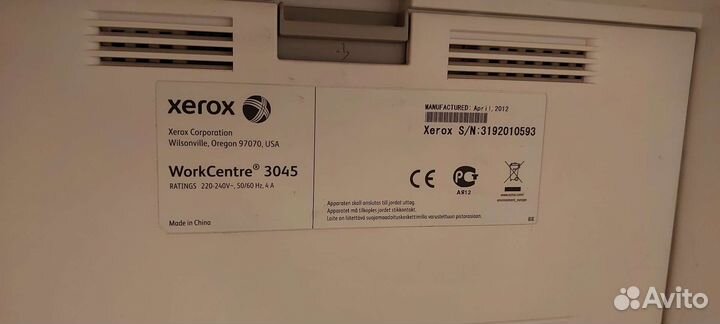 xerox
Xerox Corporation
Wilsonville, Oregon 97070, USA
WorkCentre® 3045
RATINGS 220-240V~, 50/60 Hz, 4 A
Made in China
MANUFACTURED: April, 2012
Xerox S/N:3192010593
CE
АЯ12
Apparaten skall anslutas till jordat uttag.
Apparatet må tilkoples jordet stikkontakt.
Laite on liitettävä suojamaadoituskoskettimilla varustettuun pistorasiaan.
Avito